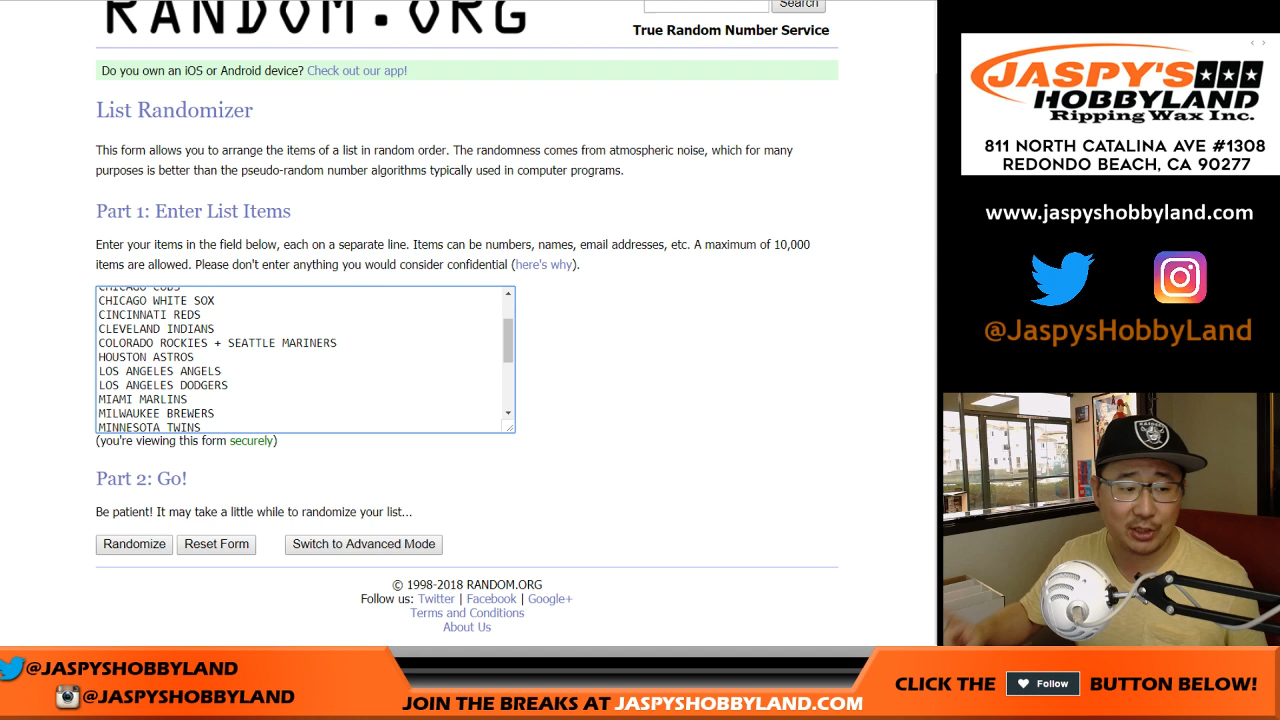 RANDOM.ORG
Search
True Random Number Service
Do you own an iOS or Android device? Check out our app!
List Randomizer
This form allows you to arrange the items of a list in random order. The randomness comes from atmospheric noise, which for many
purposes is better than the pseudo-random number algorithms typically used in computer programs.
Part 1: Enter List Items
Enter your items in the field below, each on a separate line. Items can be numbers, names, email addresses, etc. A maximum of 10,000
items are allowed. Please don't enter anything you would consider confidential (here's why).
CHICAGO CUBS
CHICAGO WHITE SOX
CINCINNATI REDS
CLEVELAND INDIANS
COLORADO ROCKIES + SEATTLE MARINERS
HOUSTON ASTROS
LOS ANGELES ANGELS
LOS ANGELES DODGERS
MIAMI MARLINS
MILWAUKEE BREWERS
MINNESOTA TWINS
(you're viewing this form securely)
Part 2: Go!
Be patient! It may take a little while to randomize your list...
Randomize Reset Form Switch to Advanced Mode
© 1998-2018 RANDOM.ORG
Follow us: Twitter | Facebook | Google+
Terms and Conditions
About Us
JASPY'S
HOBBYLAND
Ripping Wax Inc.
811 NORTH CATALINA AVE #1308
REDONDO BEACH, CA 90277
www.jaspyshobbyland.com
@JaspysHobbyLand
RAIDERS
@JASPYSHOBBYLAND
@JASPYSHOBBYLAND
JOIN THE BREAKS AT JASPYSHOBBYLAND.COM
CLICK THE Follow BUTTON BELOW!